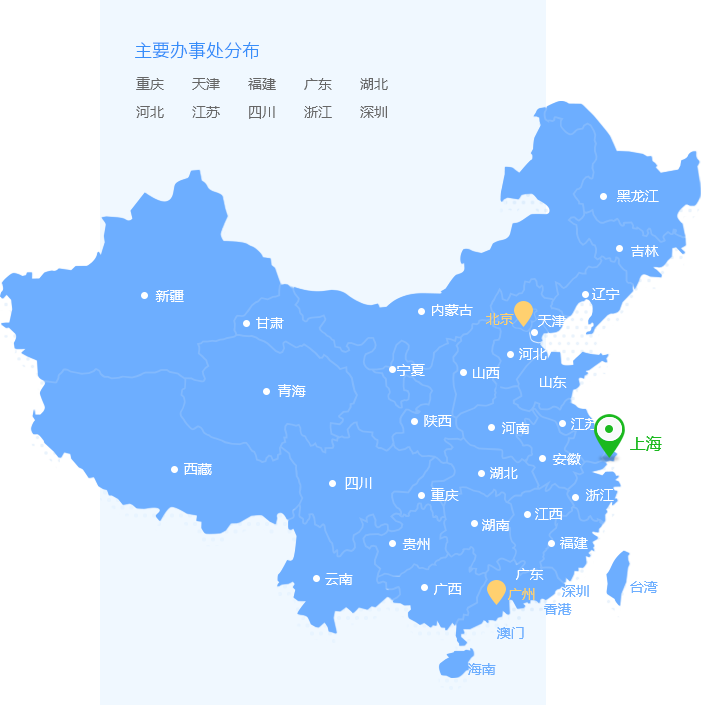 主要办事处分布
重庆 天津 福建 广东 湖北
河北 江苏 四川 浙江 深圳
黑龙江
吉林
新疆
辽宁
内蒙古
北京
天津
甘肃
河北
宁夏
山西
山东
青海
陕西
河南
江苏
上海
安徽
西藏
湖北
四川
重庆
浙江
江西
湖南
贵州
福建
云南
广东
广西
广州
深圳
台湾
香港
澳门
海南